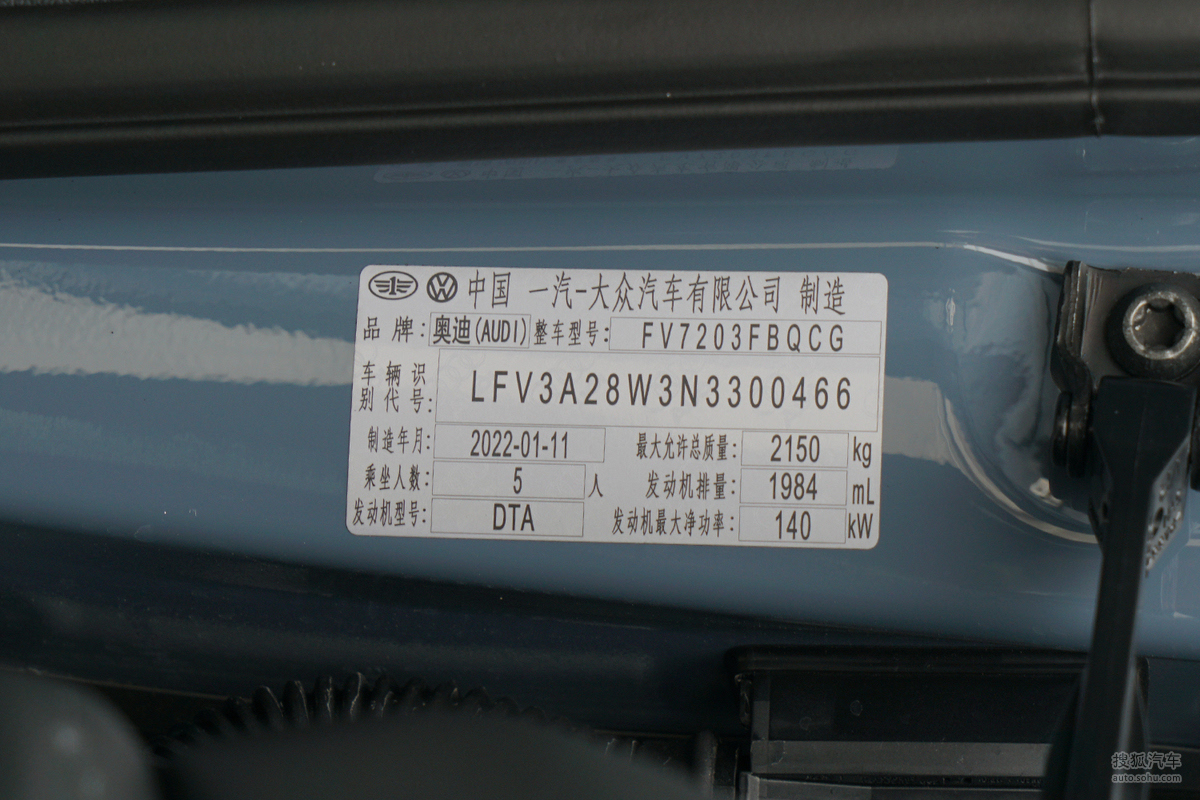 中国 一汽-大众汽车有限公司 制造
品牌: 奥迪(AUDI) 整车型号: FV7203FBQCG
车辆识别代号: LFV3A28W3N3300466
制造年月: 2022-01-11 最大允许总质量: 2150 kg
乘坐人数: 5 人 发动机排量: 1984 mL
发动机型号: DTA 发动机最大净功率: 140 kW
搜狐汽车
auto.sohu.com